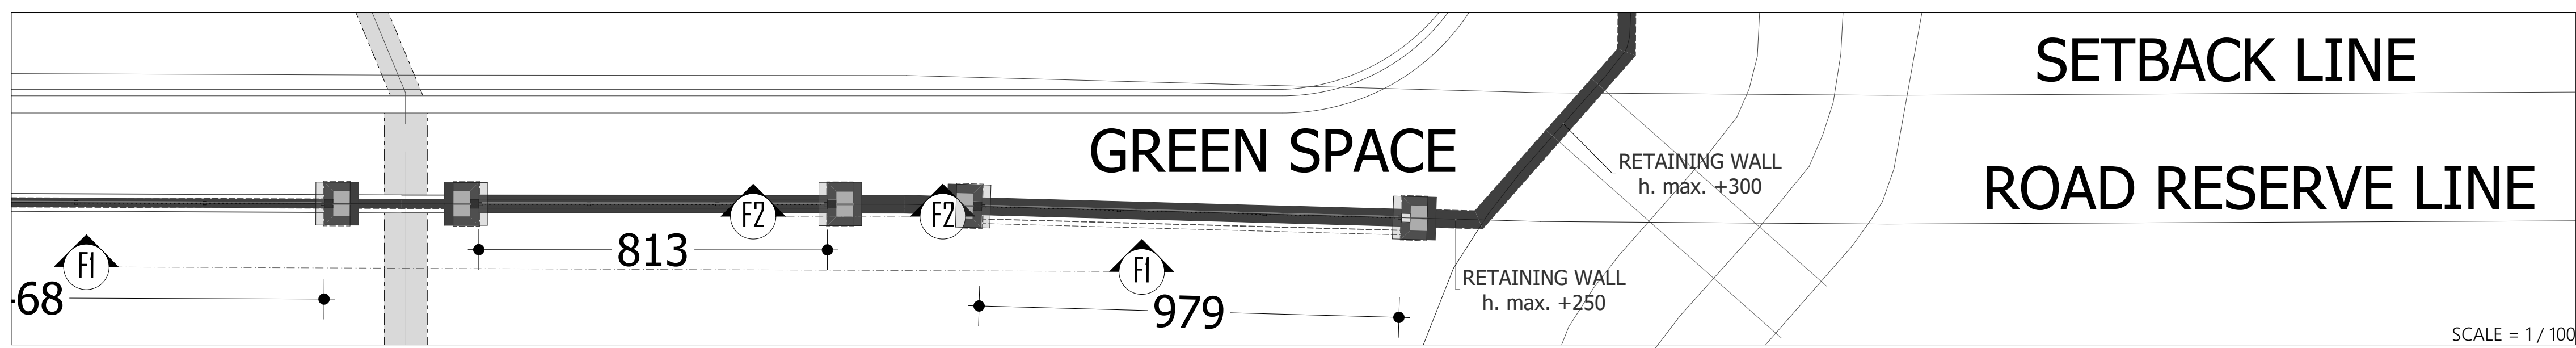 SETBACK LINE
GREEN SPACE
RETAINING WALL
h. max. +300
ROAD RESERVE LINE
F2
F2
813
F1
F1
RETAINING WALL
h. max. +250
68
979
SCALE = 1 / 100